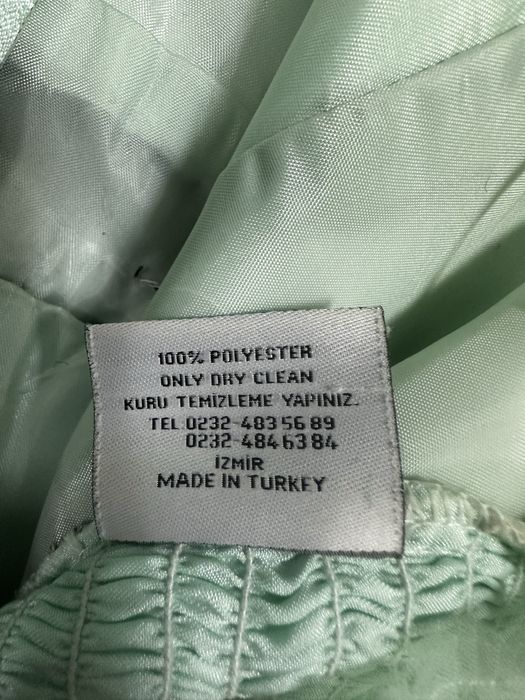 100% POLYESTER
ONLY DRY CLEAN
KURU TEMİZLEME YAPINIZ.
TEL 0232-483 56 89
0232-484 63 84
İZMİR
MADE IN TURKEY